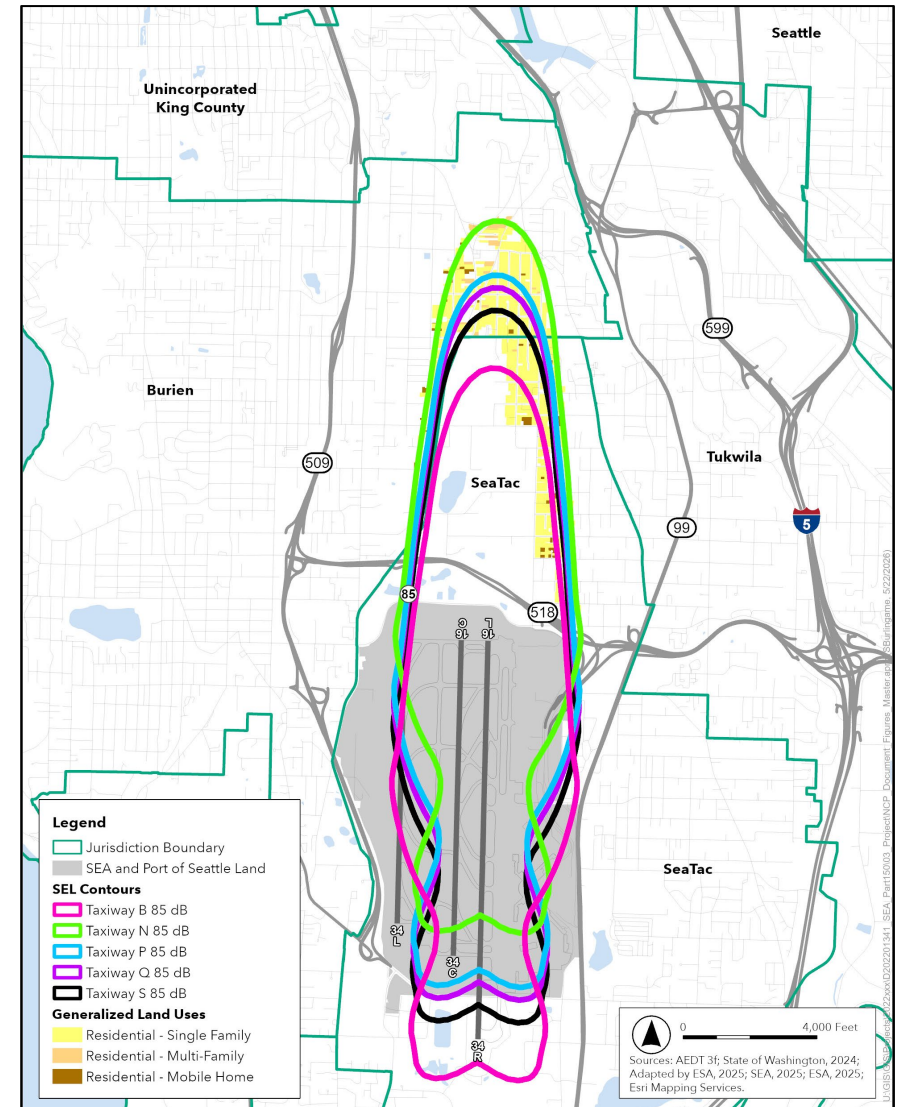 Seattle
Unincorporated
King County
599
Burien
509
Tukwila
SeaTac
5
99
85
518
16
C
16
L
SeaTac
34
L
34
C
34
R
Legend
Jurisdiction Boundary
SEA and Port of Seattle Land
SEL Contours
Taxiway B 85 dB
Taxiway N 85 dB
Taxiway P 85 dB
Taxiway Q 85 dB
Taxiway S 85 dB
Generalized Land Uses
Residential - Single Family
Residential - Multi-Family
Residential - Mobile Home
0 4,000 Feet
Sources: AEDT 3f; State of Washington, 2024;
Adapted by ESA, 2025; SEA, 2025; ESA, 2025;
Esri Mapping Services.